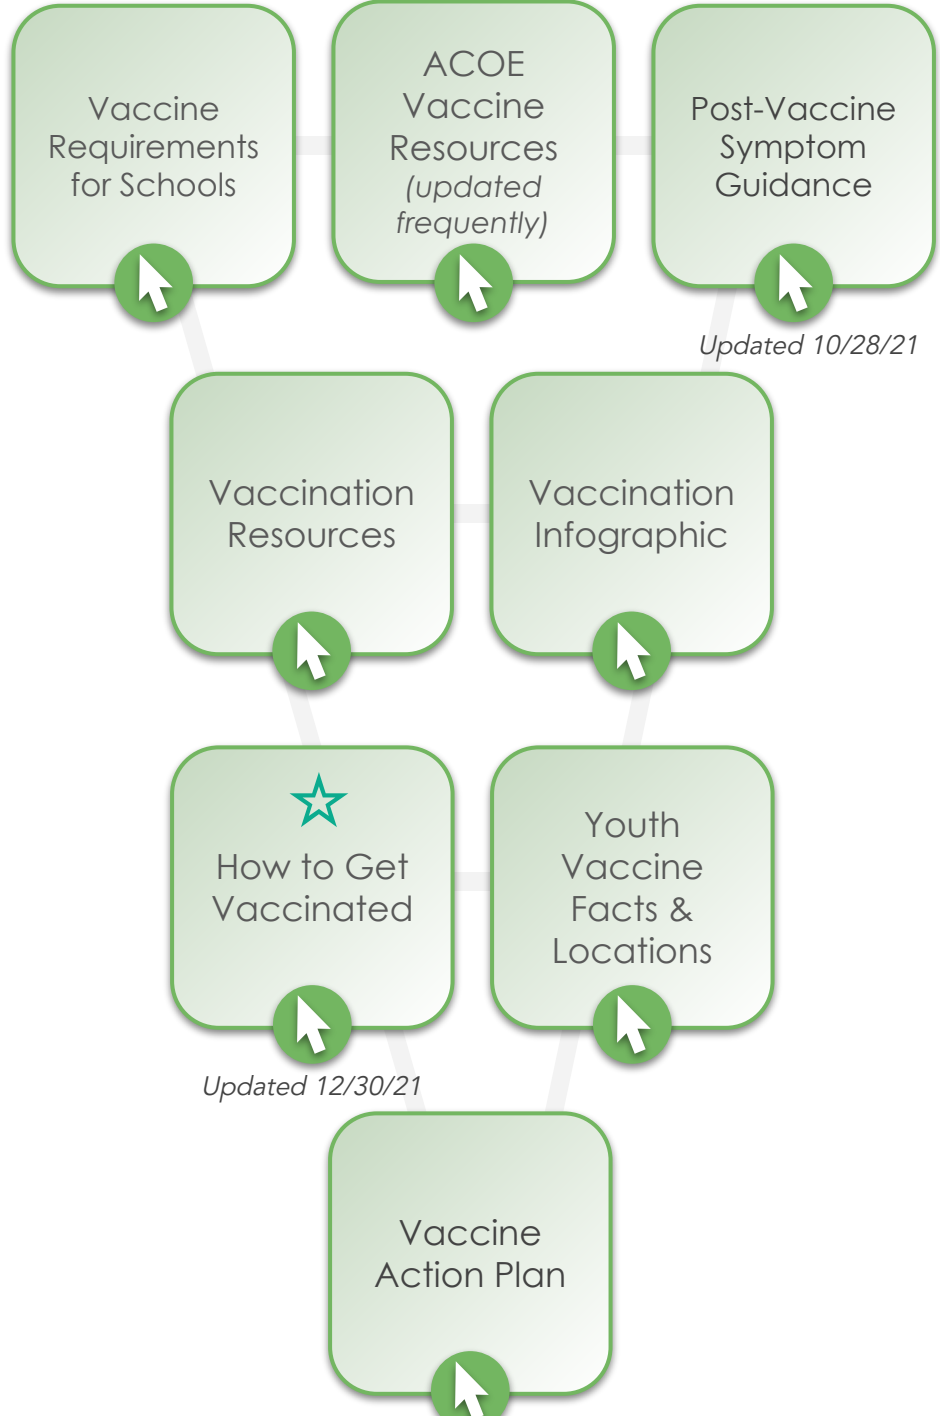 Vaccine
Requirements
for Schools
ACOE
Vaccine
Resources
(updated
frequently)
Post-Vaccine
Symptom
Guidance
Updated 10/28/21
Vaccination
Resources
Vaccination
Infographic
How to Get
Vaccinated
Updated 12/30/21
Youth
Vaccine
Facts &
Locations
Vaccine
Action Plan